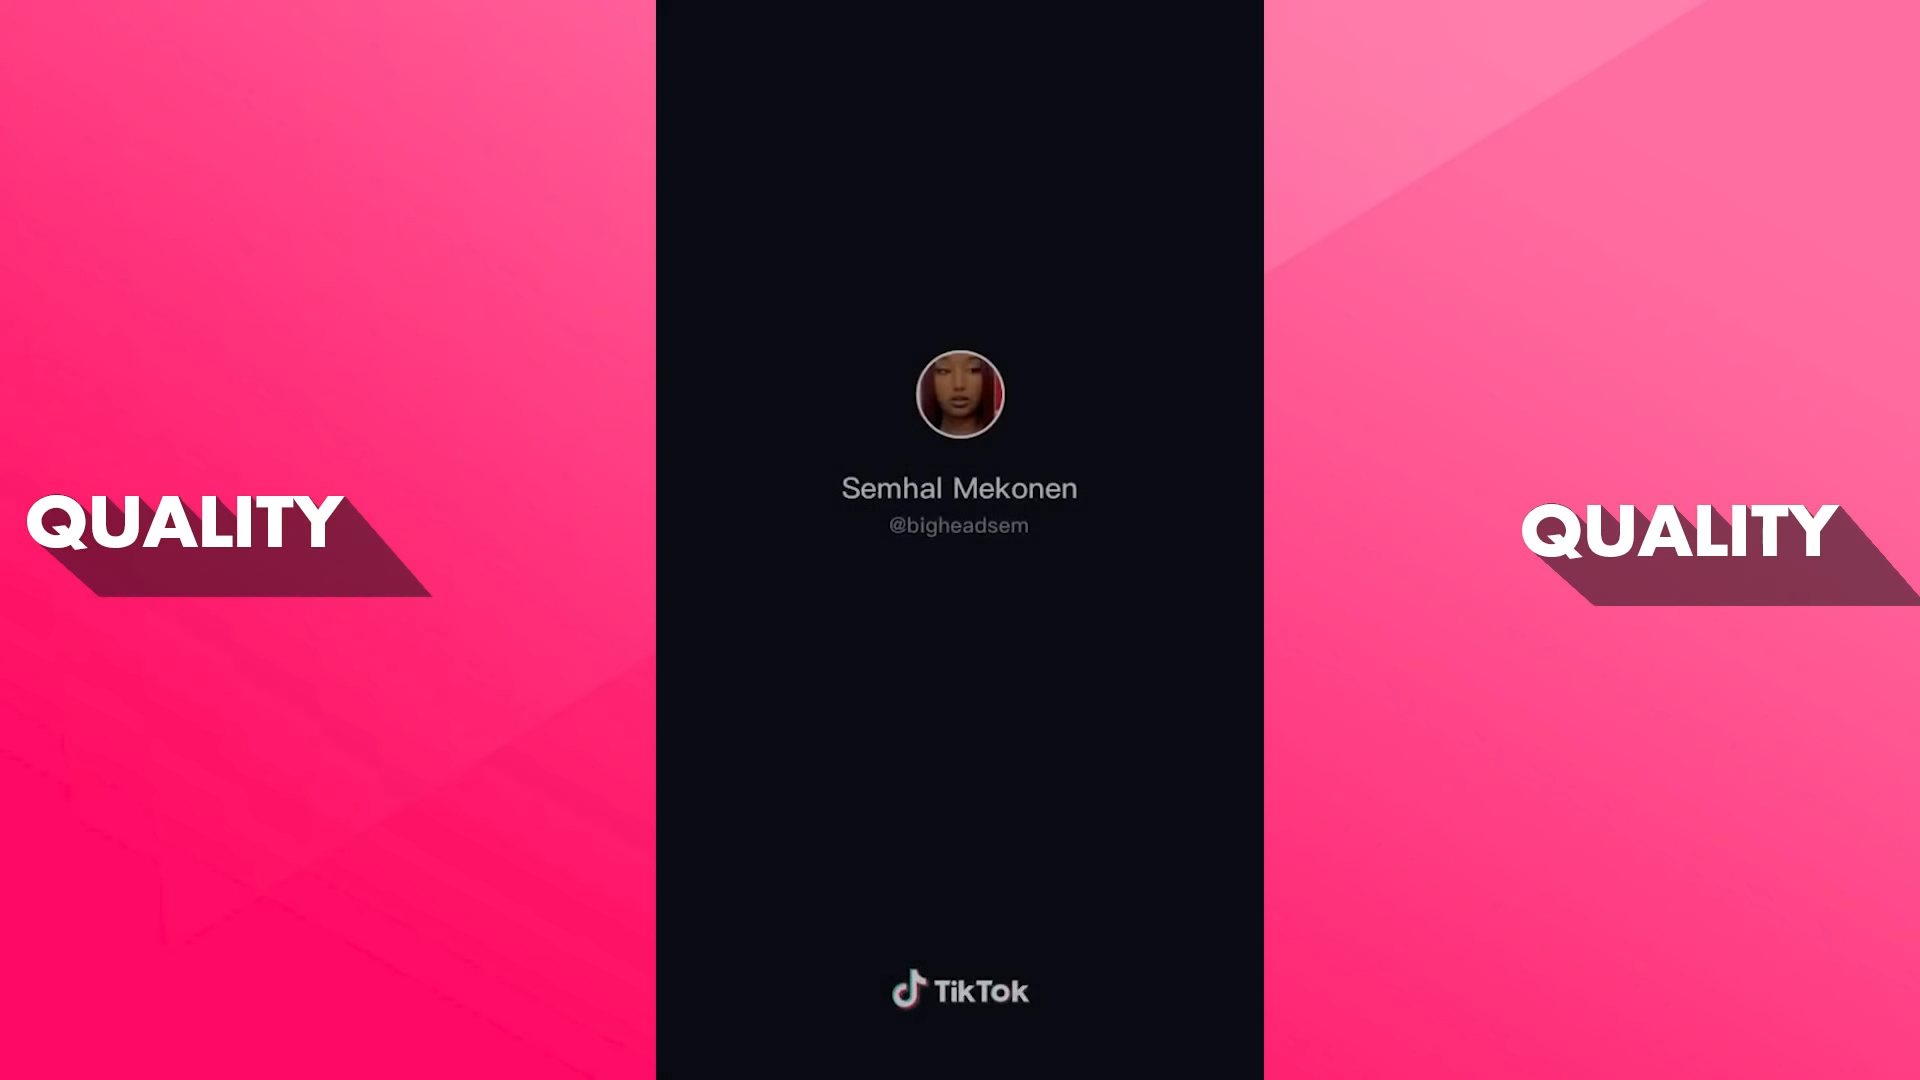 QUALITY
Semhal Mekonen
@bigheadsem
QUALITY
TikTok